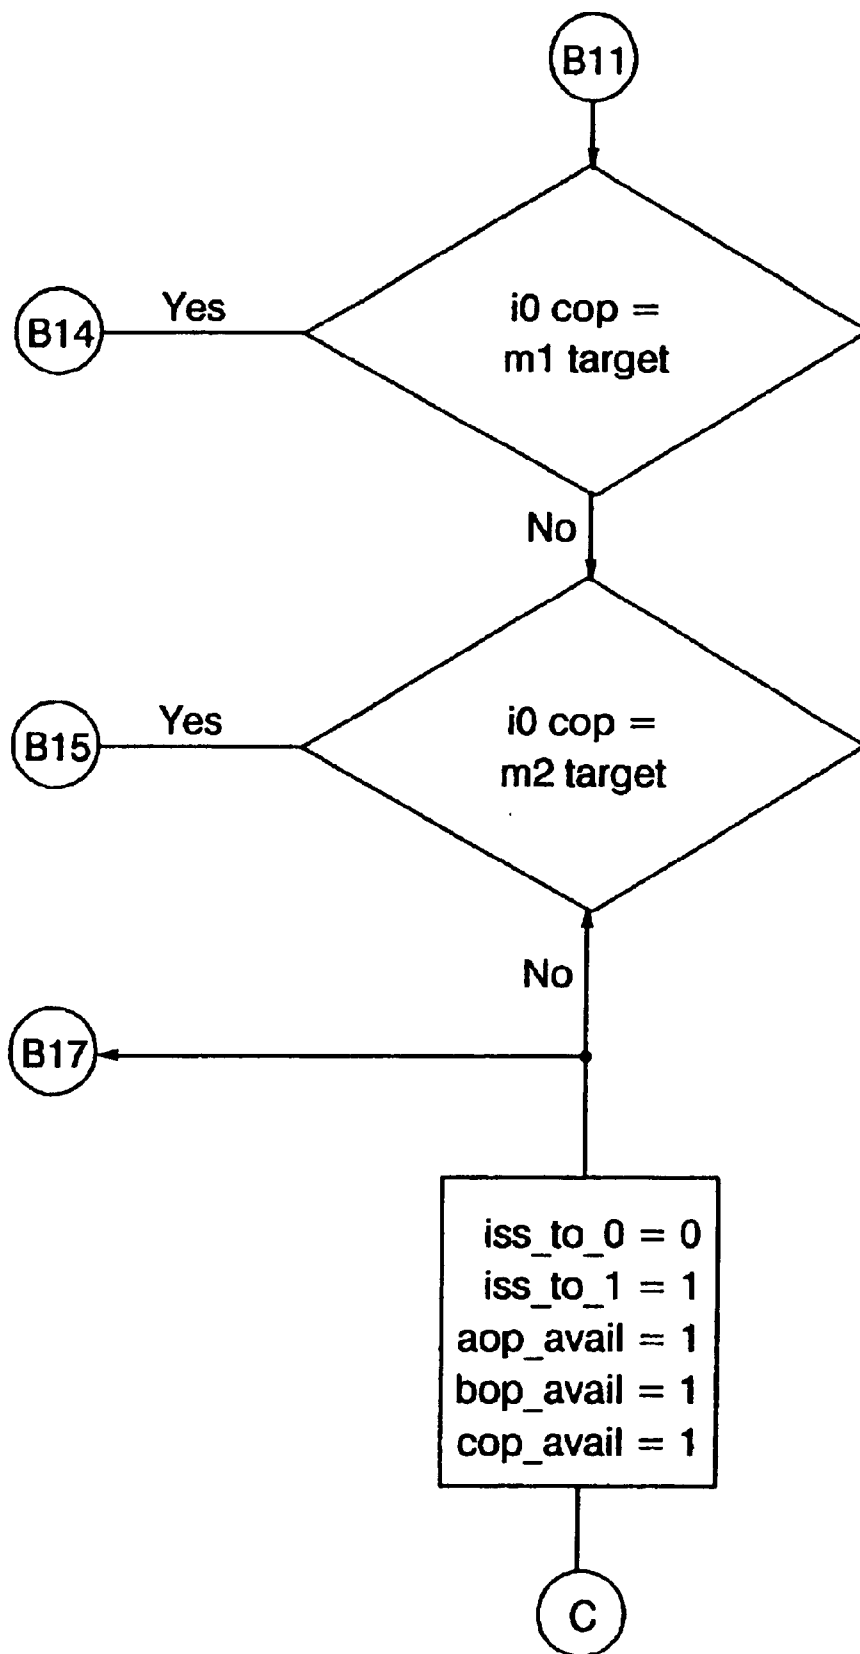 B11
i0 cop =
m1 target
Yes
B14
No
i0 cop =
m2 target
Yes
B15
No
B17
iss_to_0 = 0
iss_to_1 = 1
aop_avail = 1
bop_avail = 1
cop_avail = 1
C